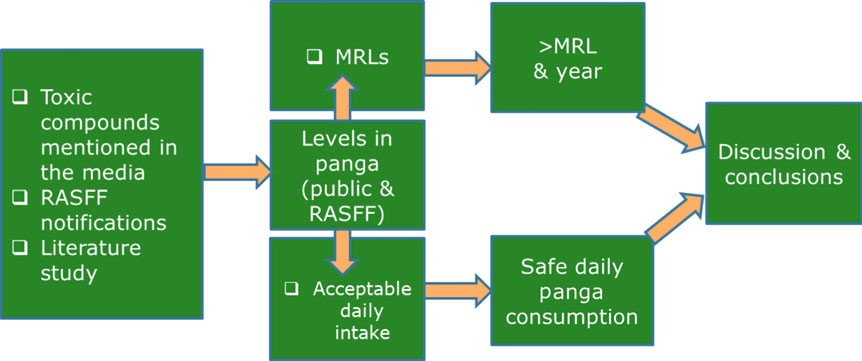 ❑ Toxic
compounds
mentioned in
the media
❑ RASFF
notifications
❑ Literature
study
❑ MRLs
Levels in
panga
(public &
RASFF)
❑ Acceptable
daily
intake
>MRL
& year
Safe daily
panga
consumption
Discussion &
conclusions